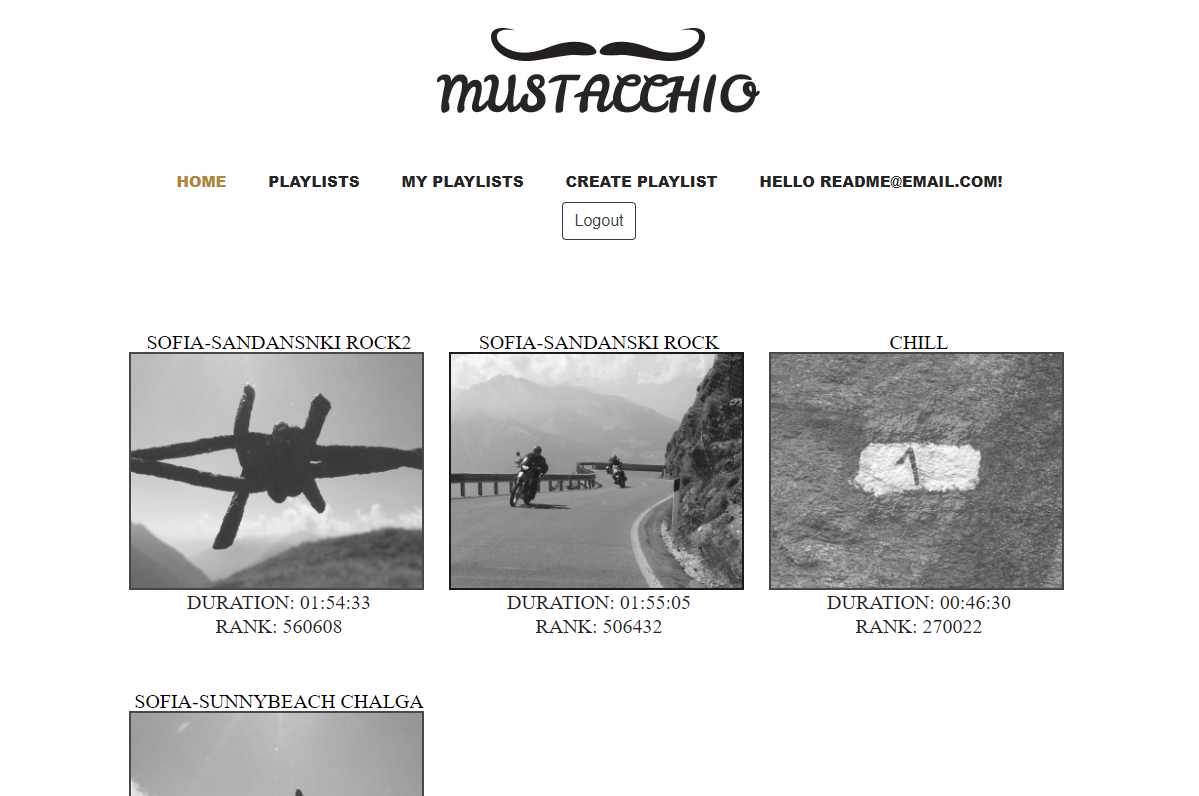 MUSTACCHIO
HOME PLAYLISTS MY PLAYLISTS CREATE PLAYLIST HELLO README@EMAIL.COM!
Logout
SOFIA-SANDANSNKI ROCK2 SOFIA-SANDANSKI ROCK CHILL
1
DURATION: 01:54:33 DURATION: 01:55:05 DURATION: 00:46:30
RANK: 560608 RANK: 506432 RANK: 270022
SOFIA-SUNNYBEACH CHALGA